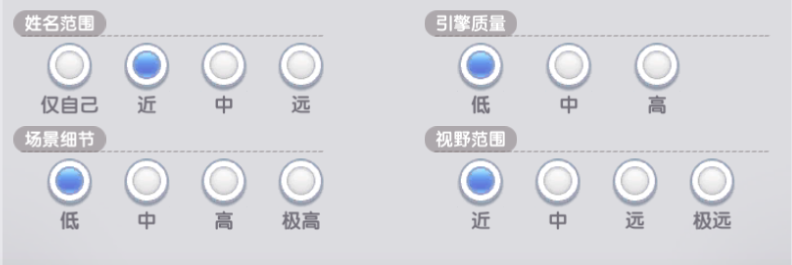 姓名范围
引擎质量
仅自己 近 中 远
低 中 高
场景细节
视野范围
低 中 高 极高
近 中 远 极远